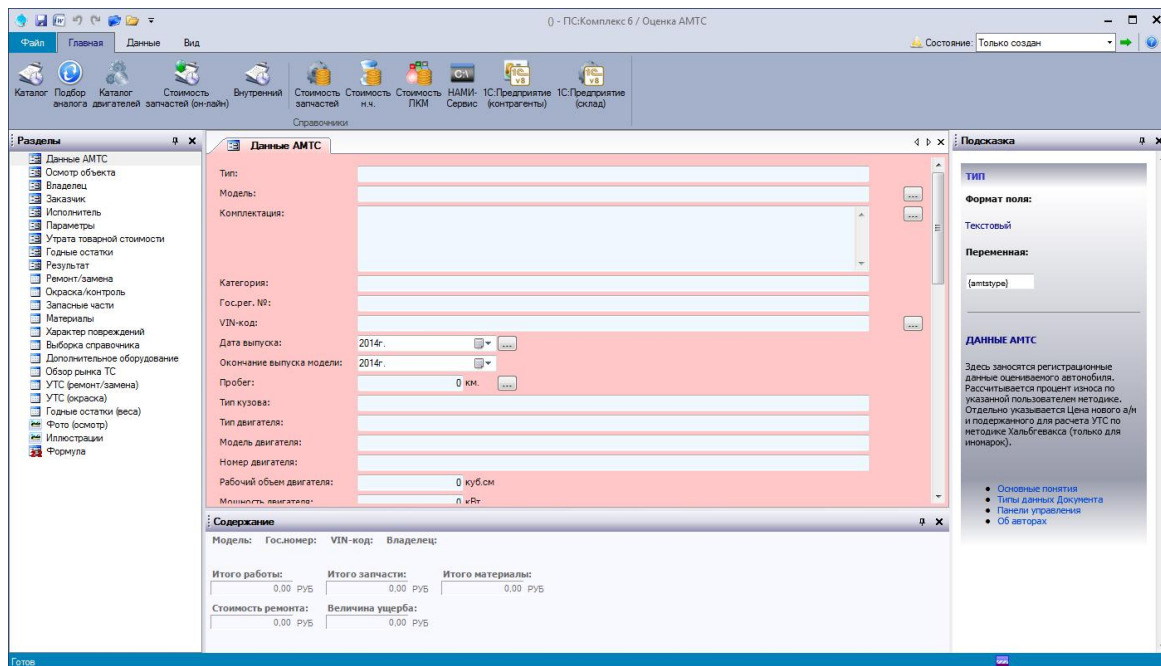 () - ПС:Комплекс 6 / Оценка АМТС
Файл Главная Данные Вид
Состояние: Только создан
Каталог Подбор аналога Каталог двигателей Стоимость запчастей (он-лайн) Внутренний Стоимость запчастей Стоимость н.ч. Стоимость ПКМ НАМИ-Сервис 1С:Предприятие (контрагенты) 1С:Предприятие (склад)
Справочники
Разделы
Данные АМТС
Осмотр объекта
Владелец
Заказчик
Исполнитель
Параметры
Утрата товарной стоимости
Годные остатки
Результат
Ремонт/замена
Окраска/контроль
Запасные части
Материалы
Характер повреждений
Выборка справочника
Дополнительное оборудование
Обзор рынка ТС
УТС (ремонт/замена)
УТС (окраска)
Годные остатки (веса)
Фото (осмотр)
Иллюстрации
Формула
Данные АМТС
Тип:
Модель:
...
Комплектация:
...
Категория:
Гос.рег. №:
VIN-код:
...
Дата выпуска: 2014г. ...
Окончание выпуска модели: 2014г.
Пробег: 0 км. ...
Тип кузова:
Тип двигателя:
Модель двигателя:
Номер двигателя:
Рабочий объем двигателя: 0 куб.см
Мощность двигателя: 0 кВт
Содержание
Модель: Гос.номер: VIN-код: Владелец:
Итого работы: Итого запчасти: Итого материалы:
0,00 РУБ 0,00 РУБ 0,00 РУБ
Стоимость ремонта: Величина ущерба:
0,00 РУБ 0,00 РУБ
Подсказка
ТИП
Формат поля:
Текстовый
Переменная:
{amtstype}
ДАННЫЕ АМТС
Здесь заносятся регистрационные
данные оцениваемого автомобиля.
Рассчитывается процент износа по
указанной пользователем методике.
Отдельно указывается Цена нового а/м
и подержанного для расчета УТС по
методике Хальбгевакса (только для
иномарок).
Основные понятия
Типы данных Документа
Панели управления
Об авторах
Готов